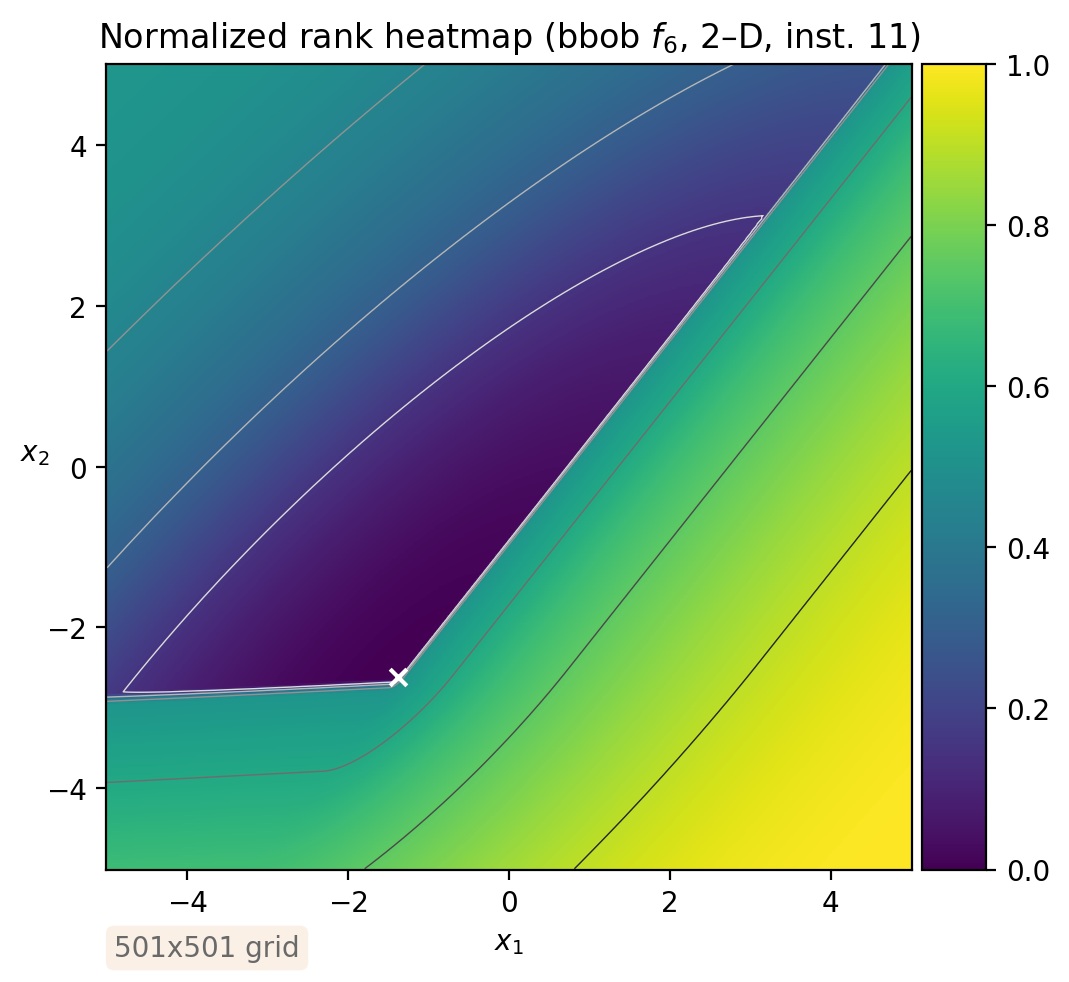 Normalized rank heatmap (bbob f₆, 2–D, inst. 11)
1.0
0.8
0.6
0.4
0.2
0.0
4
2
0
−2
−4
x₂
−4 −2 0 2 4
x₁
501x501 grid